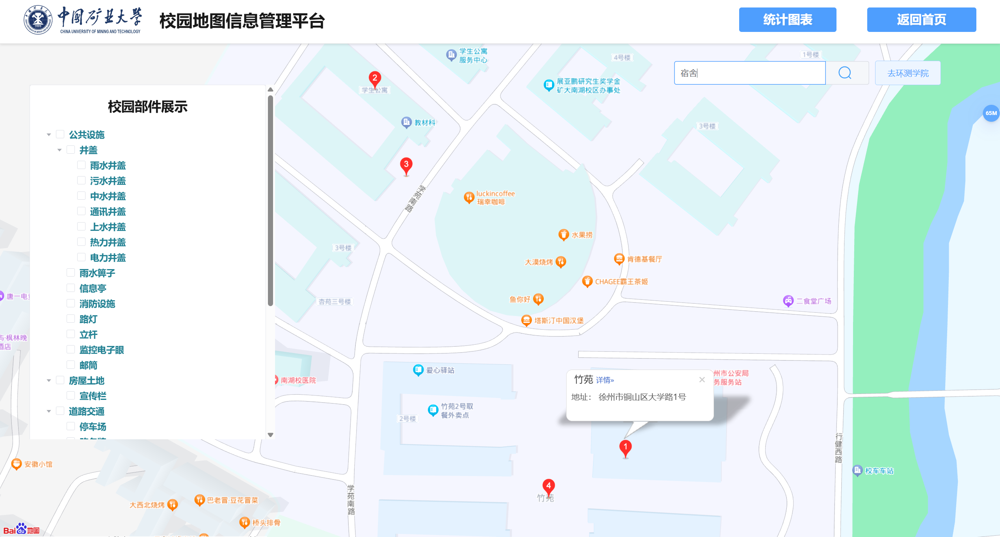 中国矿业大学
CHINA UNIVERSITY OF MINING AND TECHNOLOGY
1909
校园地图信息管理平台
统计图表
返回首页
宿舍
去环测学院
65M
校园部件展示
公共设施
井盖
雨水井盖
污水井盖
中水井盖
通讯井盖
上水井盖
热力井盖
电力井盖
雨水箅子
信息亭
消防设施
路灯
立杆
监控电子眼
邮筒
房屋土地
宣传栏
道路交通
停车场
学生公寓
服务中心
4号楼
1号楼
2
学生公寓
展亚鹏研究生奖学金
矿大南湖校区办事处
教材科
3号楼
3
学苑南路
luckincoffee
瑞幸咖啡
水果捞
3号楼
大漠烧烤
肯德基餐厅
CHAGEE霸王茶姬
鱼你好
杏苑三号楼
二食堂广场
塔斯汀中国汉堡
唐一电
与·枫林晚
酒店
爱心驿站
南湖校医院
州市公安局
务服务站
竹苑 详情»
地址： 徐州市铜山区大学路1号
竹苑2号取
餐外卖点
2号楼
1
行健西路
校车车站
4
竹苑
学苑南路
安徽小馆
大西北烧烤
巴老冒·豆花冒菜
桥头排骨
Bai du 地图